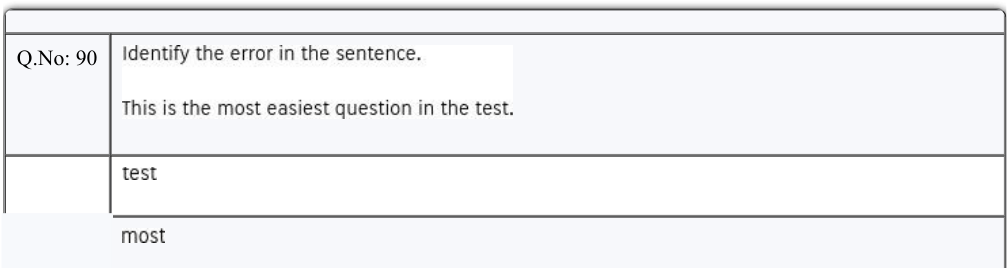 Q.No: 90
Identify the error in the sentence.
This is the most easiest question in the test.
test
most